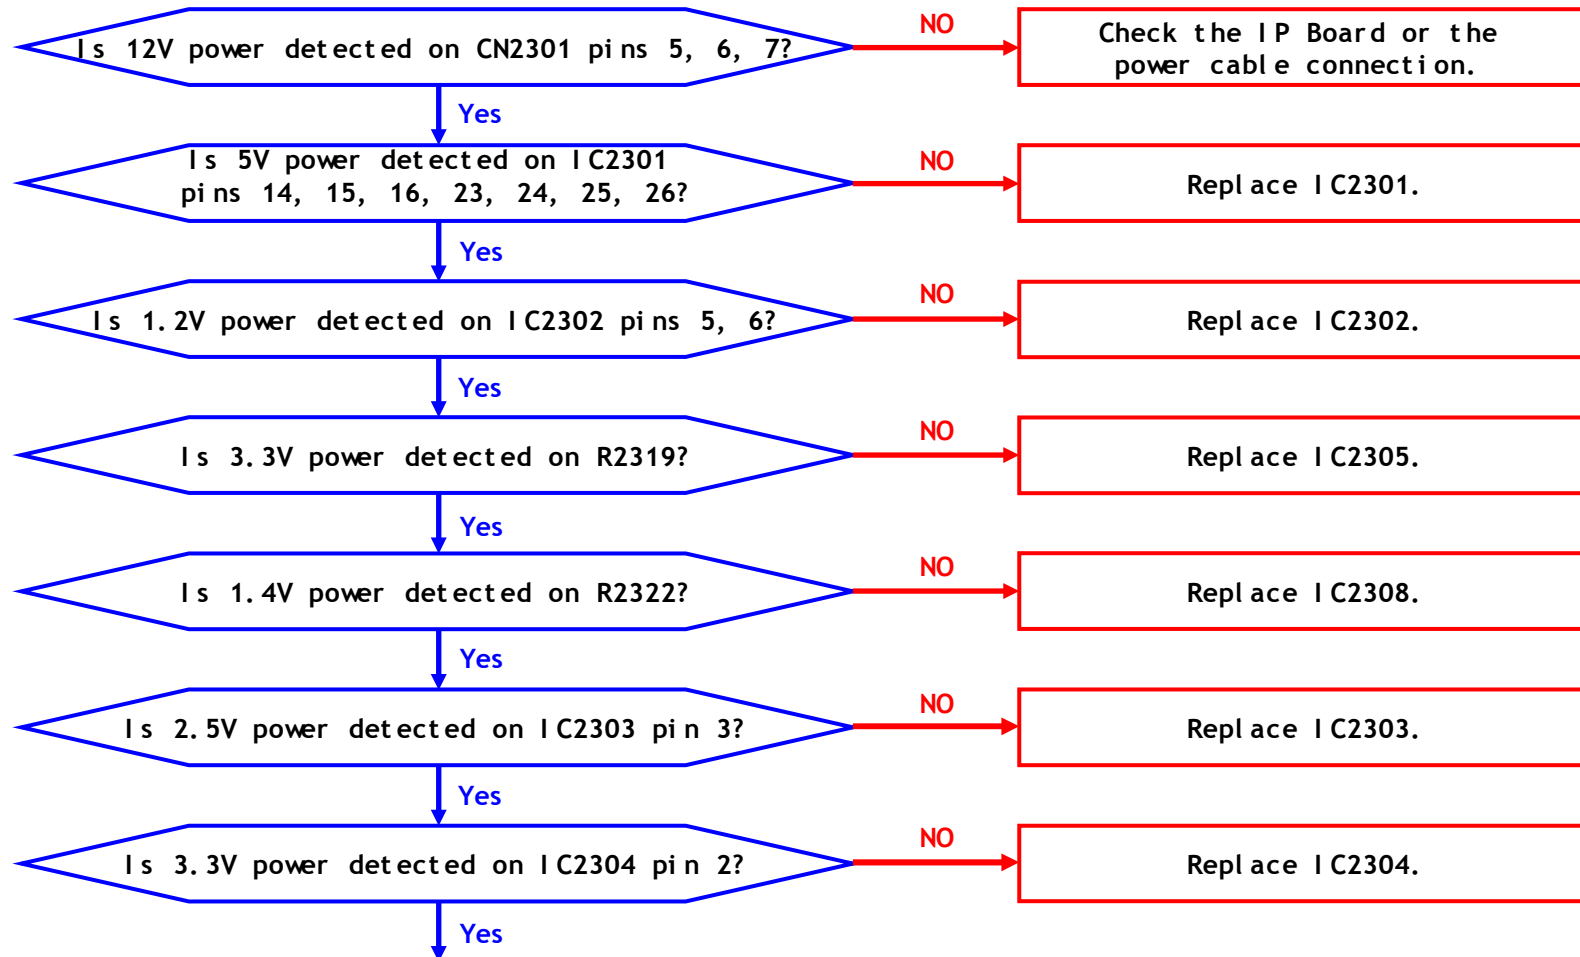 Is 12V power detected on CN2301 pins 5, 6, 7?
NO
Check the IP Board or the
power cable connection.
Yes
Is 5V power detected on IC2301
pins 14, 15, 16, 23, 24, 25, 26?
NO
Replace IC2301.
Yes
Is 1.2V power detected on IC2302 pins 5, 6?
NO
Replace IC2302.
Yes
Is 3.3V power detected on R2319?
NO
Replace IC2305.
Yes
Is 1.4V power detected on R2322?
NO
Replace IC2308.
Yes
Is 2.5V power detected on IC2303 pin 3?
NO
Replace IC2303.
Yes
Is 3.3V power detected on IC2304 pin 2?
NO
Replace IC2304.
Yes